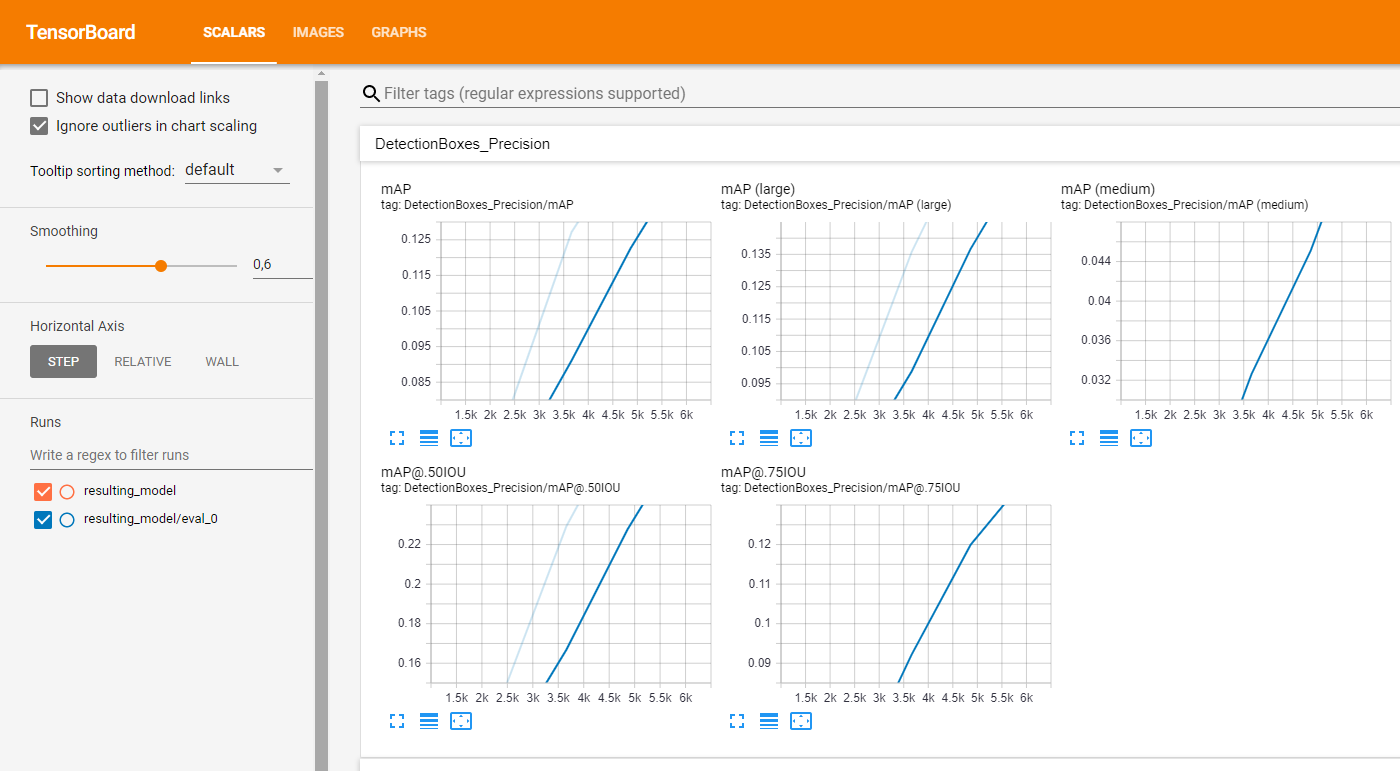 TensorBoard SCALARS IMAGES GRAPHS
Show data download links
Ignore outliers in chart scaling
Tooltip sorting method: default
Smoothing
0,6
Horizontal Axis
STEP RELATIVE WALL
Runs
Write a regex to filter runs
resulting_model
resulting_model/eval_0
Filter tags (regular expressions supported)
DetectionBoxes_Precision
mAP
tag: DetectionBoxes_Precision/mAP
0.125
0.115
0.105
0.095
0.085
1.5k 2k 2.5k 3k 3.5k 4k 4.5k 5k 5.5k 6k
mAP (large)
tag: DetectionBoxes_Precision/mAP (large)
0.135
0.125
0.115
0.105
0.095
1.5k 2k 2.5k 3k 3.5k 4k 4.5k 5k 5.5k 6k
mAP (medium)
tag: DetectionBoxes_Precision/mAP (medium)
0.044
0.04
0.036
0.032
1.5k 2k 2.5k 3k 3.5k 4k 4.5k 5k 5.5k 6k
mAP@.50IOU
tag: DetectionBoxes_Precision/mAP@.50IOU
0.22
0.2
0.18
0.16
1.5k 2k 2.5k 3k 3.5k 4k 4.5k 5k 5.5k 6k
mAP@.75IOU
tag: DetectionBoxes_Precision/mAP@.75IOU
0.12
0.11
0.1
0.09
1.5k 2k 2.5k 3k 3.5k 4k 4.5k 5k 5.5k 6k